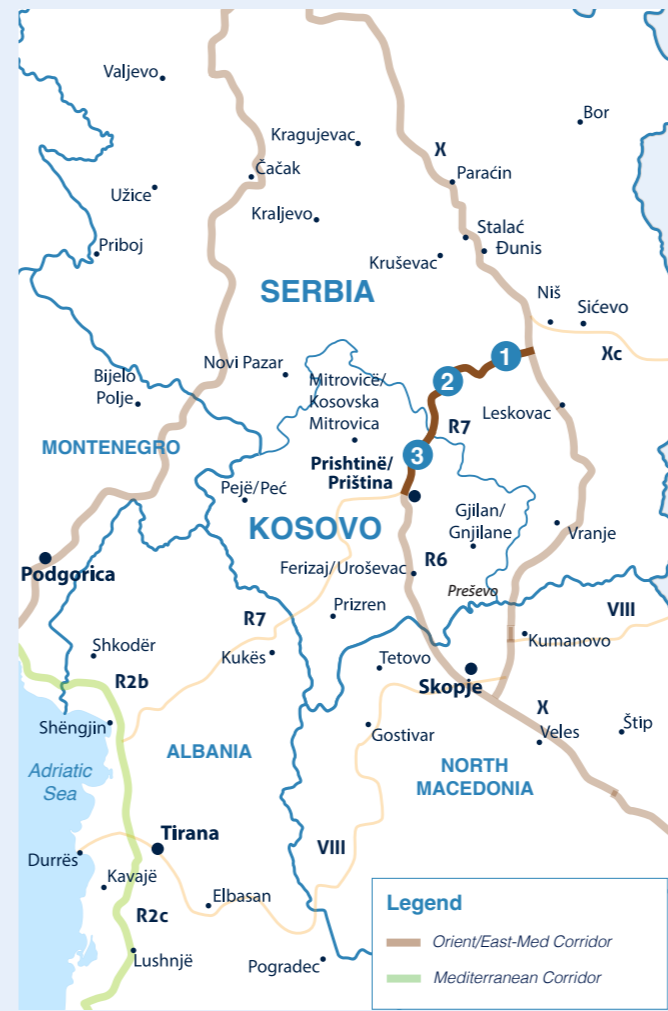 Valjevo
Bor
Kragujevac
X
Čačak
Paraćin
Užice
Kraljevo
Stalać
Đunis
Priboj
Kruševac
SERBIA
Niš
Sićevo
1
Xc
Novi Pazar
2
Mitrovicë/
Kosovska
Mitrovica
Bijelo
Polje
Leskovac
R7
MONTENEGRO
3
Prishtinë/
Priština
Pejë/Peć
KOSOVO
Gjilan/
Gnjilane
Vranje
R6
Ferizaj/Uroševac
Podgorica
Preševo
Prizren
VIII
R7
Kumanovo
Shkodër
Kukës
Tetovo
R2b
Skopje
X
Shëngjin
Gostivar
Veles
Štip
ALBANIA
Adriatic
Sea
NORTH
MACEDONIA
Tirana
VIII
Durrës
Kavajë
Elbasan
R2c
Lushnjë
Pogradec
Legend
Orient/East-Med Corridor
Mediterranean Corridor